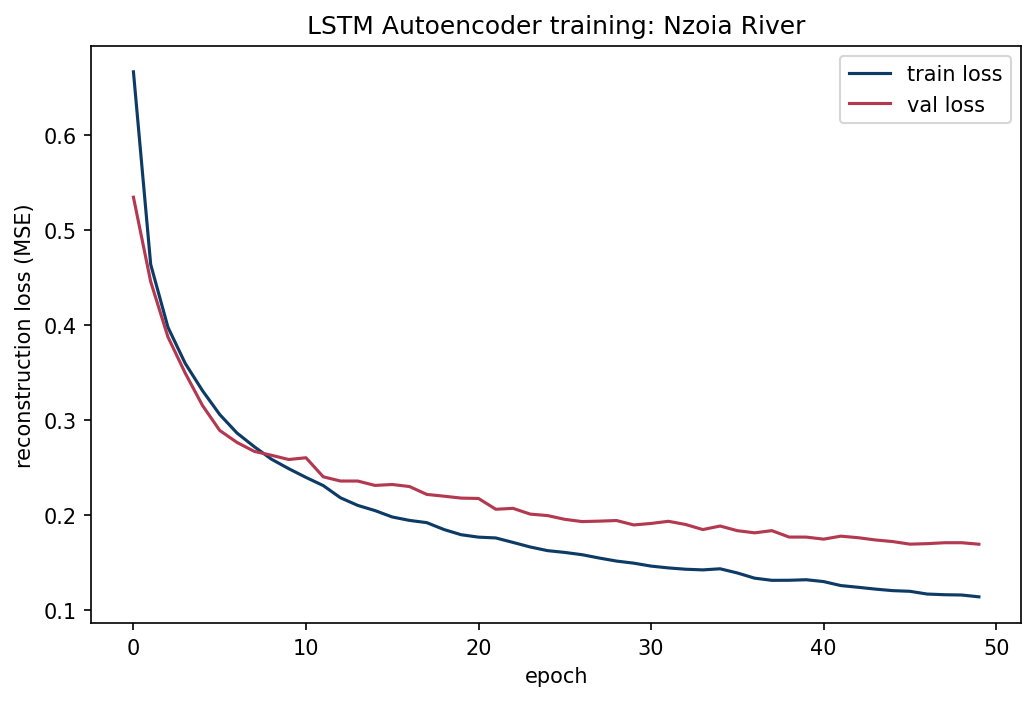 LSTM Autoencoder training: Nzoia River
train loss
val loss
reconstruction loss (MSE)
0.6
0.5
0.4
0.3
0.2
0.1
0 10 20 30 40 50
epoch